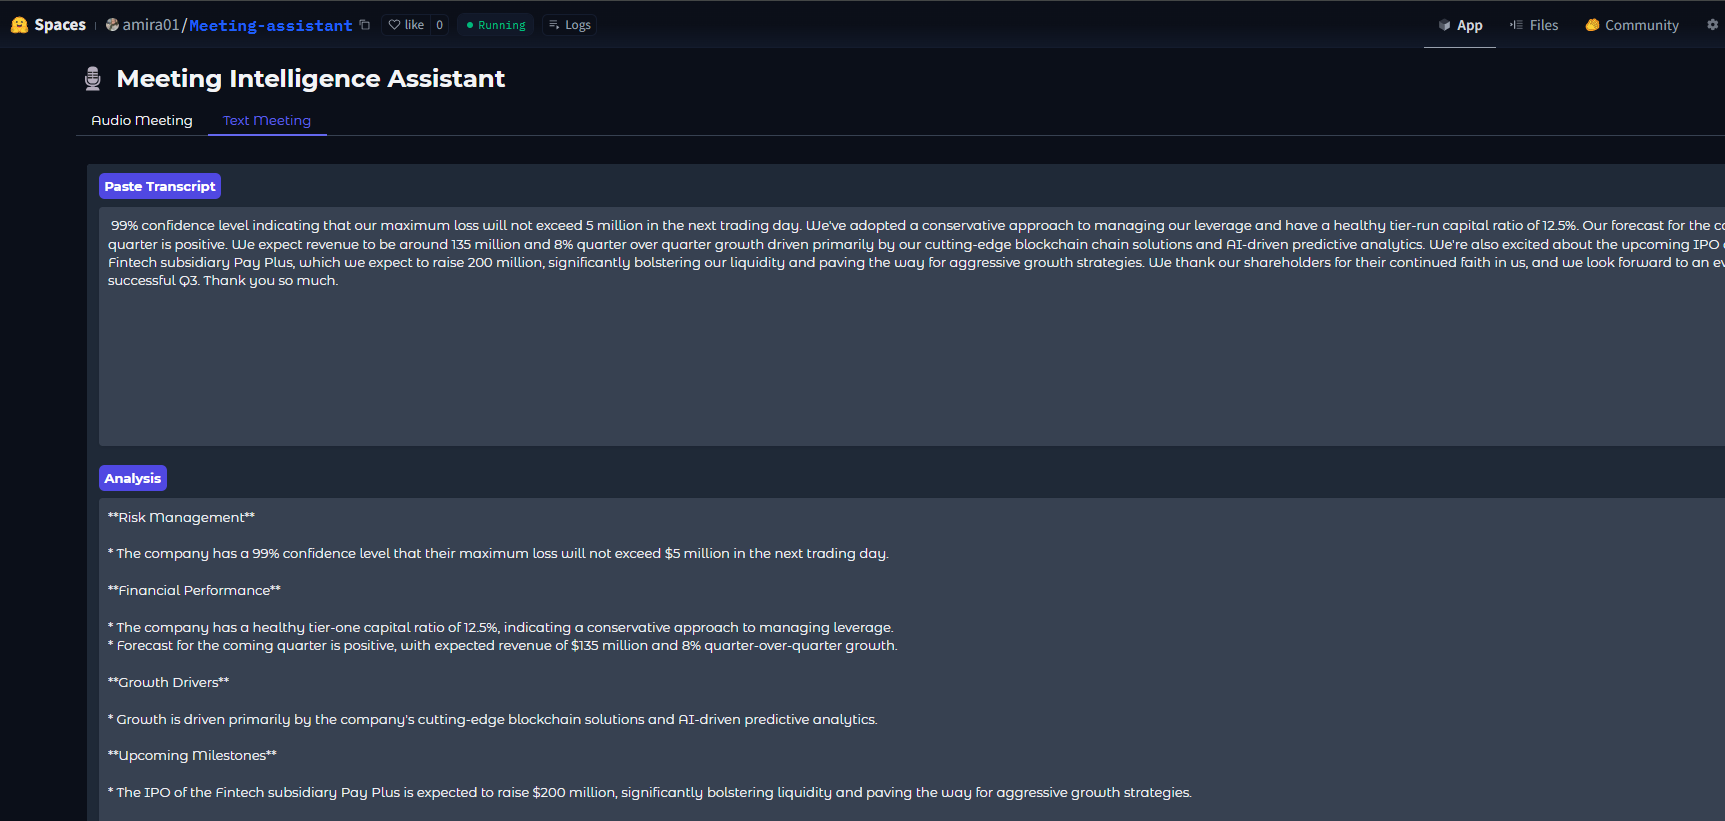 Spaces amira01/Meeting-assistant like 0 Running Logs App Files Community
Meeting Intelligence Assistant
Audio Meeting Text Meeting
Paste Transcript
99% confidence level indicating that our maximum loss will not exceed 5 million in the next trading day. We've adopted a conservative approach to managing our leverage and have a healthy tier-run capital ratio of 12.5%. Our forecast for the
quarter is positive. We expect revenue to be around 135 million and 8% quarter over quarter growth driven primarily by our cutting-edge blockchain chain solutions and AI-driven predictive analytics. We're also excited about the upcoming IPO
Fintech subsidiary Pay Plus, which we expect to raise 200 million, significantly bolstering our liquidity and paving the way for aggressive growth strategies. We thank our shareholders for their continued faith in us, and we look forward to an
successful Q3. Thank you so much.
Analysis
**Risk Management**
* The company has a 99% confidence level that their maximum loss will not exceed $5 million in the next trading day.
**Financial Performance**
* The company has a healthy tier-one capital ratio of 12.5%, indicating a conservative approach to managing leverage.
* Forecast for the coming quarter is positive, with expected revenue of $135 million and 8% quarter-over-quarter growth.
**Growth Drivers**
* Growth is driven primarily by the company's cutting-edge blockchain solutions and AI-driven predictive analytics.
**Upcoming Milestones**
* The IPO of the Fintech subsidiary Pay Plus is expected to raise $200 million, significantly bolstering liquidity and paving the way for aggressive growth strategies.